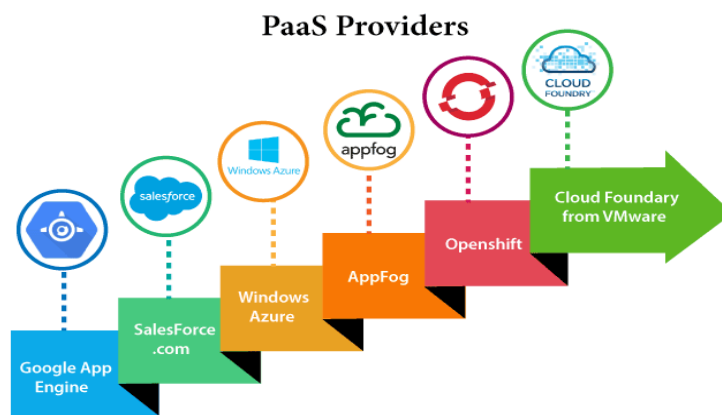 PaaS Providers
CLOUD
FOUNDRY
appfog
Windows Azure
salesforce
Cloud Foundary
from VMware
Openshift
AppFog
Windows
Azure
SalesForce
.com
Google App
Engine